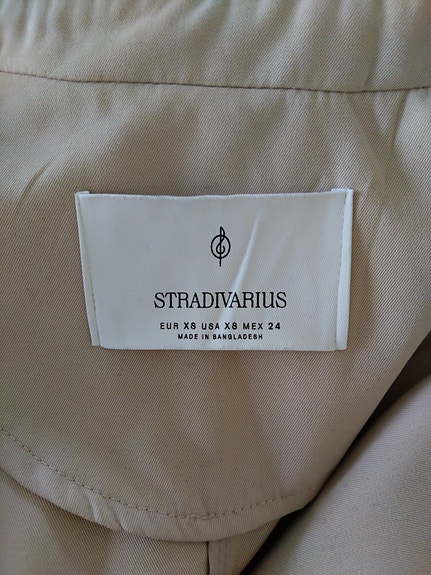 STRADIVARIUS
EUR XS USA XS MEX 24
MADE IN BANGLADESH